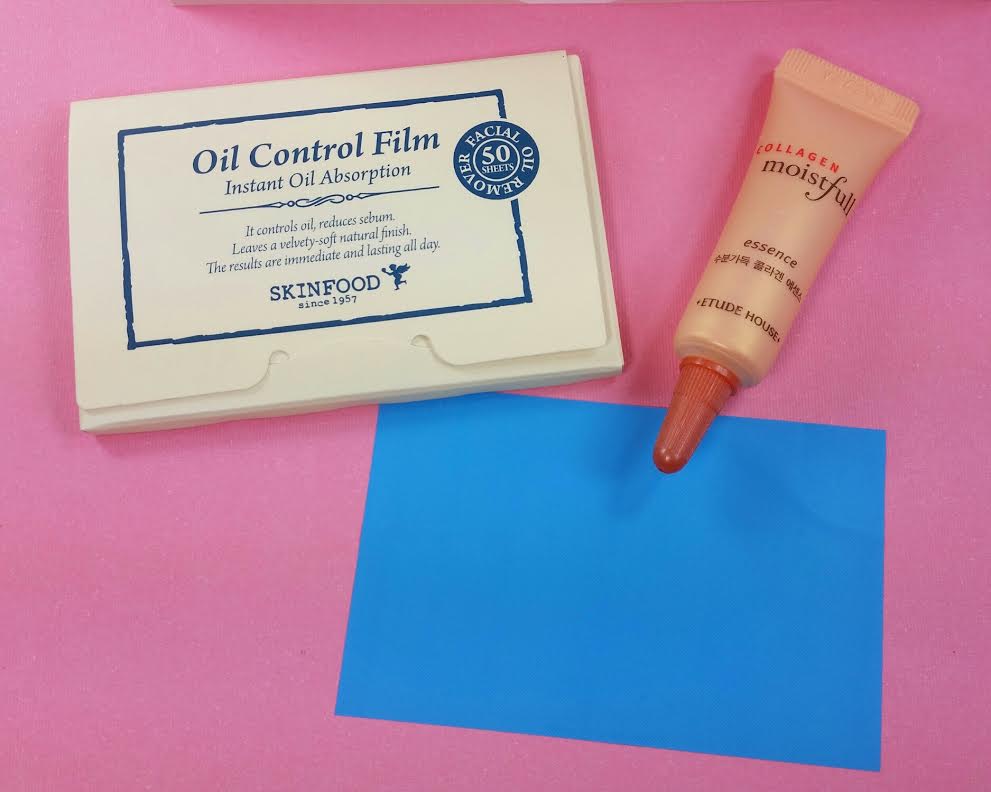 Oil Control Film
Instant Oil Absorption
FACIAL OIL REMOVER
50
SHEETS
It controls oil, reduces sebum.
Leaves a velvety-soft natural finish.
The results are immediate and lasting all day.
SKINFOOD
since 1957
COLLAGEN
moistfull
essence
수분가득 콜라겐 에센스
ETUDE HOUSE